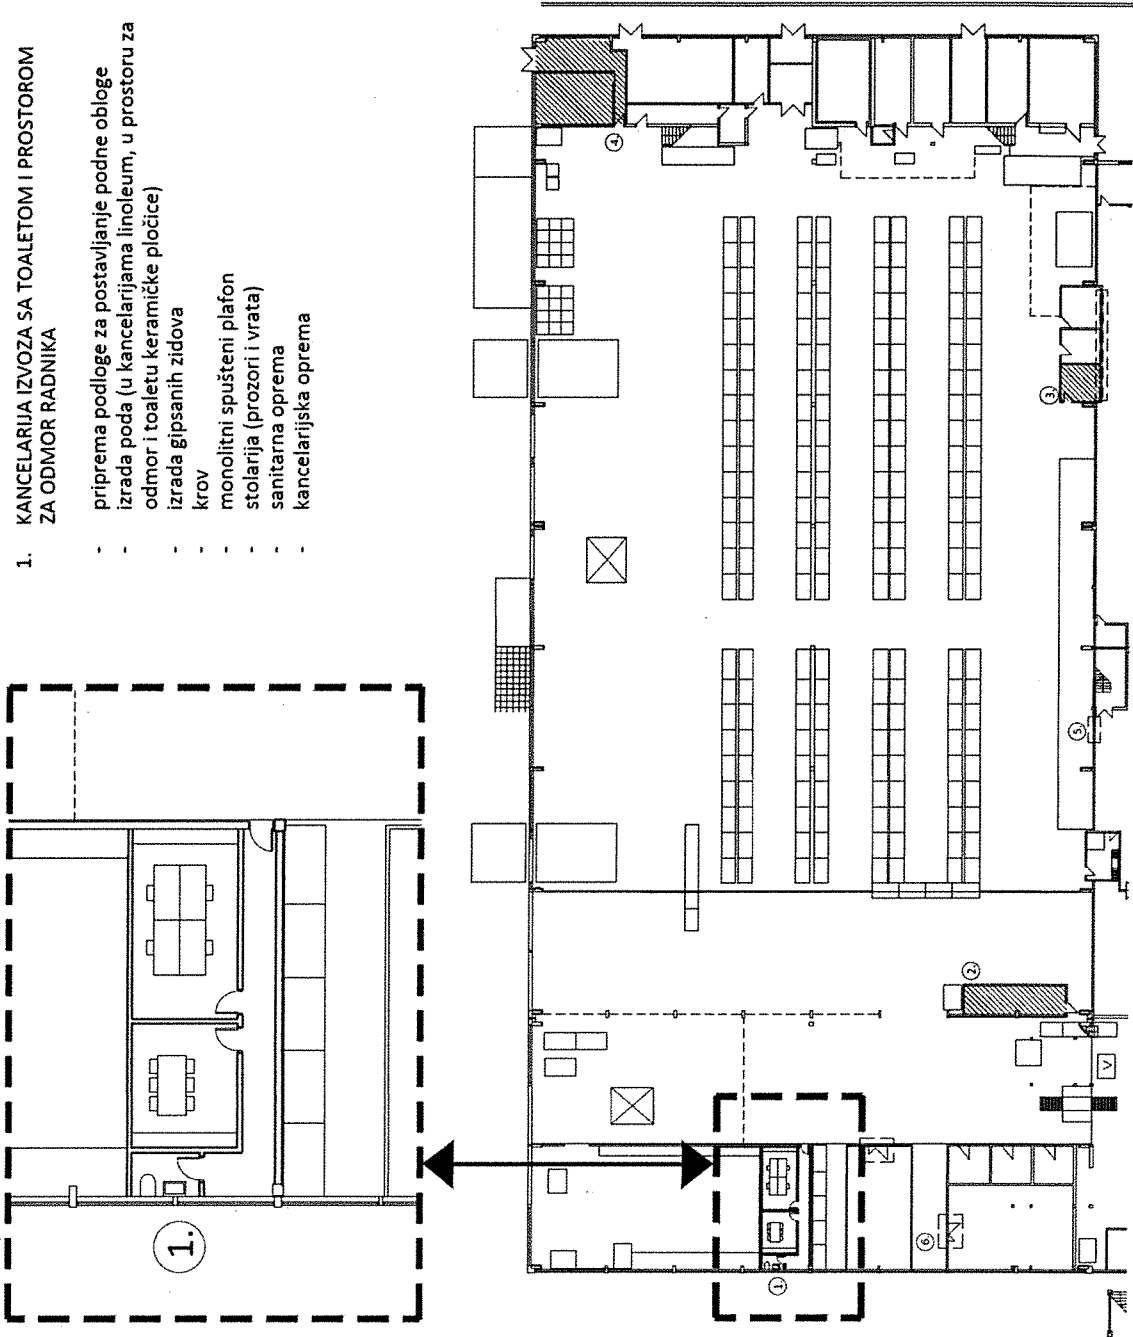 1. KANCELARIJA IZVOZA SA TOALETOM I PROSTOROM
ZA ODMOR RADNIKA
- priprema podloge za postavljanje podne obloge
- izrada poda (u kancelarijama linoleum, u prostoru za
odmor i toaletu keramičke pločice)
- izrada gipsanih zidova
- krov
- monolitni spušteni plafon
- stolarija (prozori i vrata)
- sanitarna oprema
- kancelarijska oprema
1.
4.
3.
5.
2.
V
6.
1.